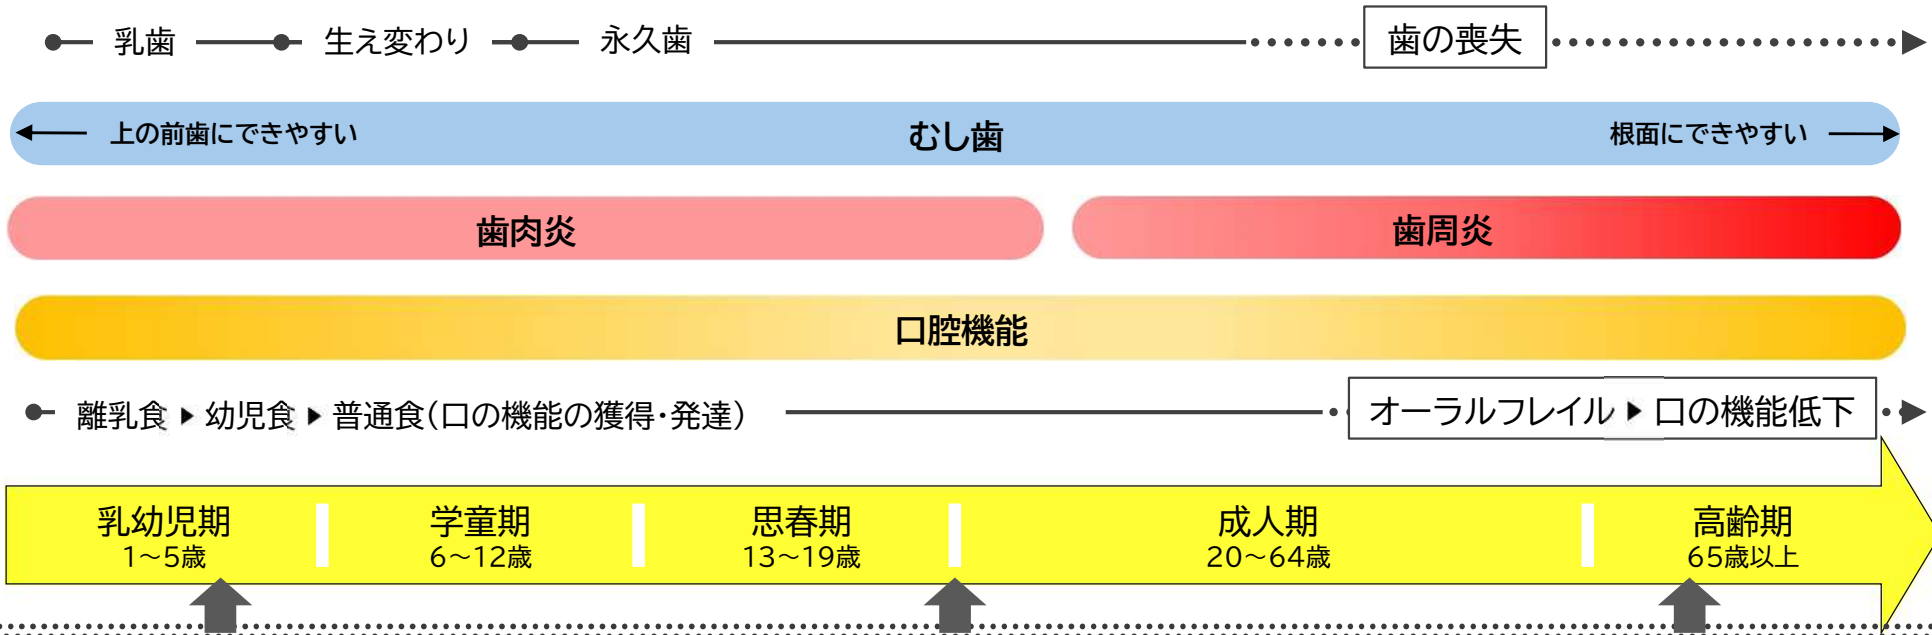 乳歯 生え変わり 永久歯 歯の喪失
上の前歯にできやすい むし歯 根面にできやすい
歯肉炎 歯周炎
口腔機能
離乳食▶幼児食▶普通食(口の機能の獲得・発達) オーラルフレイル▶口の機能低下
乳幼児期 学童期 思春期 成人期 高齢期
1~5歳 6~12歳 13~19歳 20~64歳 65歳以上